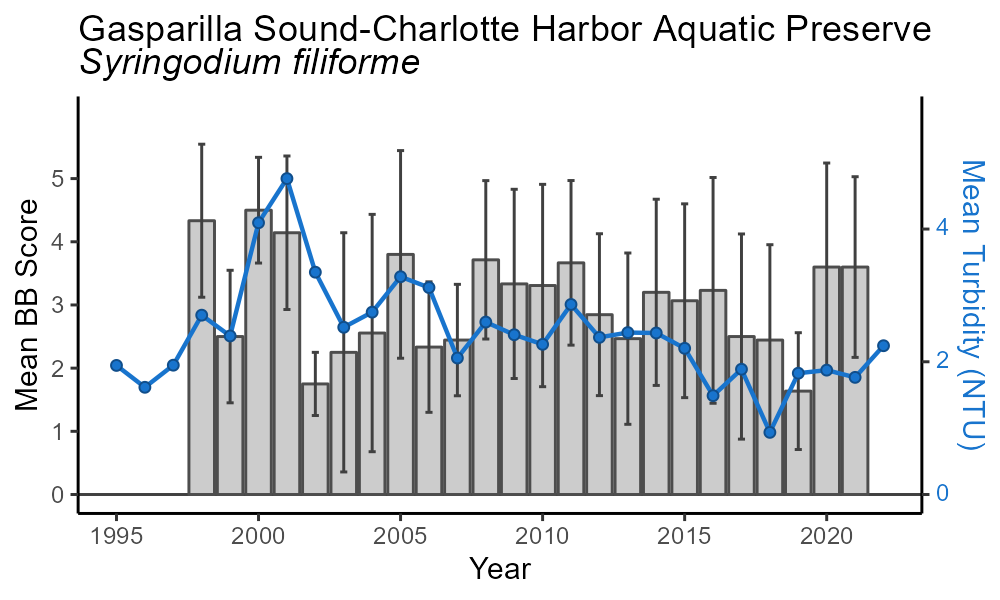 Gasparilla Sound-Charlotte Harbor Aquatic Preserve
Syringodium filiforme
Mean BB Score
5
4
3
2
1
0
Mean Turbidity (NTU)
4
2
0
1995 2000 2005 2010 2015 2020
Year